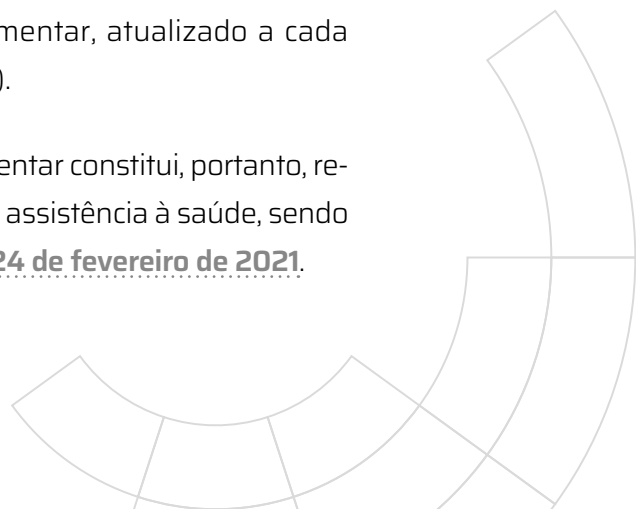 mentar, atualizado a cada
).
entar constitui, portanto, re-
assistência à saúde, sendo
24 de fevereiro de 2021.